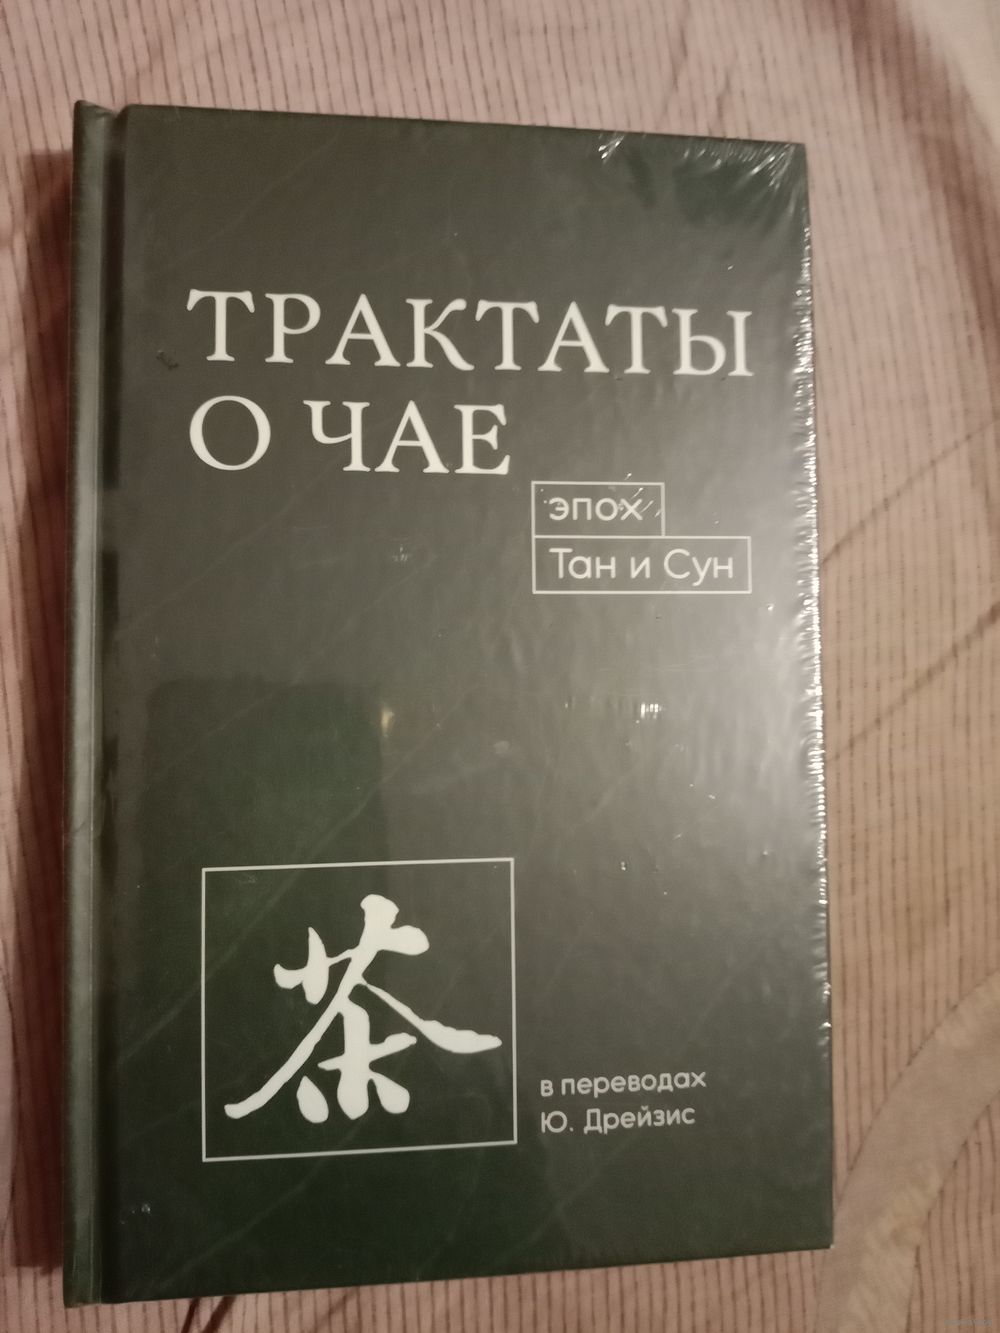 ТРАКТАТЫ
О ЧАЕ
эпох
Тан и Сун
茶
в переводах
Ю. Дрейзис